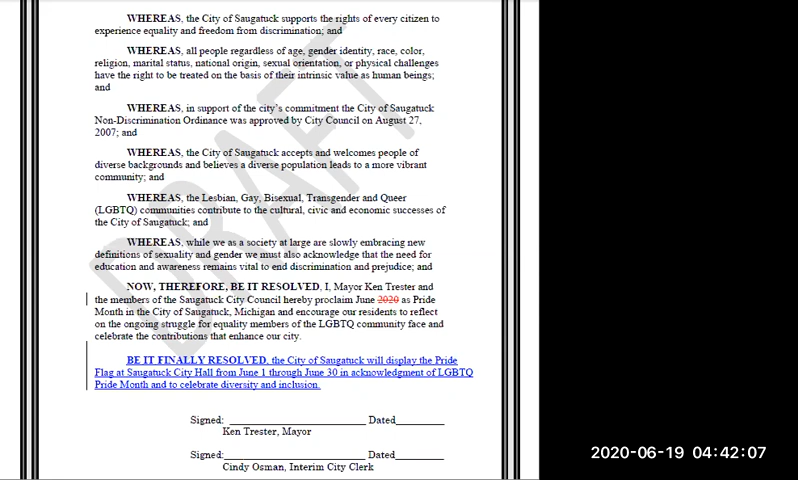 WHEREAS, the City of Saugatuck supports the rights of every citizen to
experience equality and freedom from discrimination; and
WHEREAS, all people regardless of age, gender identity, race, color,
religion, marital status, national origin, sexual orientation, or physical challenges
have the right to be treated on the basis of their intrinsic value as human beings;
and
WHEREAS, in support of the city's commitment the City of Saugatuck
Non-Discrimination Ordinance was approved by City Council on August 27,
2007; and
WHEREAS, the City of Saugatuck accepts and welcomes people of
diverse backgrounds and believes a diverse population leads to a more vibrant
community; and
WHEREAS, the Lesbian, Gay, Bisexual, Transgender and Queer
(LGBTQ) communities contribute to the cultural, civic and economic successes of
the City of Saugatuck; and
WHEREAS, while we as a society at large are slowly embracing new
definitions of sexuality and gender we must also acknowledge that the need for
education and awareness remains vital to end discrimination and prejudice; and
NOW, THEREFORE, BE IT RESOLVED, I, Mayor Ken Trester and
the members of the Saugatuck City Council hereby proclaim June 2020 as Pride
Month in the City of Saugatuck, Michigan and encourage our residents to reflect
on the ongoing struggle for equality members of the LGBTQ community face and
celebrate the contributions that enhance our city.
BE IT FINALLY RESOLVED, the City of Saugatuck will display the Pride
Flag at Saugatuck City Hall from June 1 through June 30 in acknowledgment of LGBTQ
Pride Month and to celebrate diversity and inclusion.
Signed: Dated
Ken Trester, Mayor
Signed: Dated
Cindy Osman, Interim City Clerk
DRAFT
2020-06-19 04:42:07